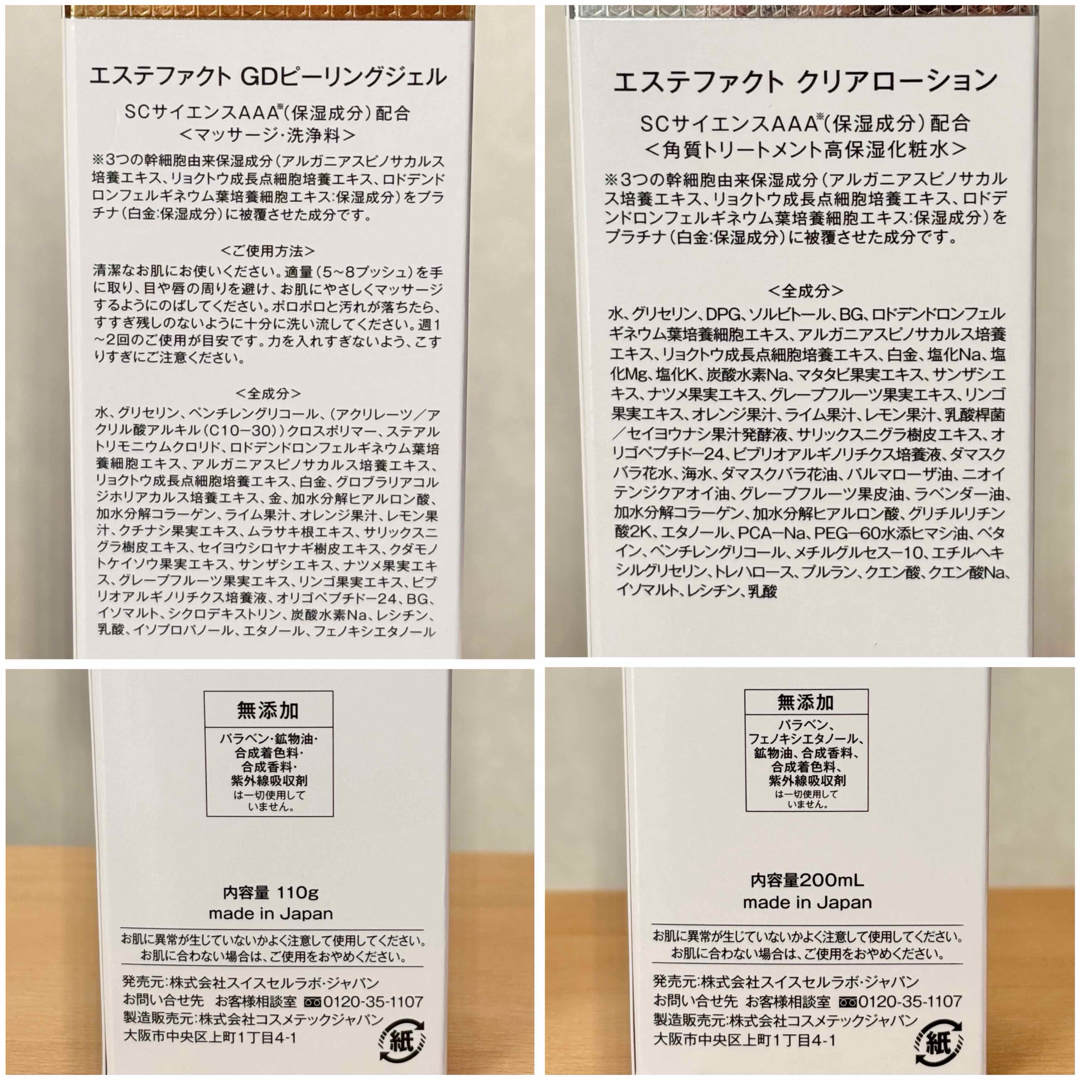 エステファクト GDピーリングジェル
SCサイエンスAAA※(保湿成分)配合
<マッサージ・洗浄料>
※3つの幹細胞由来保湿成分(アルガニアスピノサカルス
培養エキス、リョクトウ成長点細胞培養エキス、ロドデンド
ロンフェルギネウム葉培養細胞エキス:保湿成分)をプラ
チナ(白金:保湿成分)に被覆させた成分です。
<ご使用方法>
清潔なお肌にお使いください。適量(5〜8プッシュ)を手
に取り、目や唇の周りを避け、お肌にやさしくマッサージ
するようにのばしてください。ポロポロと汚れが落ちたら、
すすぎ残しのないように十分に洗い流してください。週1
〜2回のご使用が目安です。力を入れすぎないよう、こす
りすぎにご注意ください。
<全成分>
水、グリセリン、ペンチレングリコール、(アクリレーツ/ア
クリル酸アルキル(C10-30))クロスポリマー、ステアル
トリモニウムクロリド、ロドデンドロンフェルギネウム葉培
養細胞エキス、アルガニアスピノサカルス培養エキス、
リョクトウ成長点細胞培養エキス、白金、グロブラリアコル
ジホリアカルス培養エキス、金、加水分解ヒアルロン酸、
加水分解コラーゲン、ライム果汁、オレンジ果汁、レモン果
汁、クチナシ果実エキス、ムラサキ根エキス、サリックスニ
グラ樹皮エキス、セイヨウシロヤナギ樹皮エキス、クダモノ
トケイソウ果実エキス、サンザシエキス、ナツメ果実エキ
ス、グレープフルーツ果実エキス、リンゴ果実エキス、ビブ
リオアルギノリチクス培養液、オリゴペプチド-24、BG、
イソマルト、シクロデキストリン、炭酸水素Na、レシチン、
乳酸、イソプロパノール、エタノール、フェノキシエタノール
エステファクト クリアローション
SCサイエンスAAA※(保湿成分)配合
<角質トリートメント高保湿化粧水>
※3つの幹細胞由来保湿成分(アルガニアスピノサカル
ス培養エキス、リョクトウ成長点細胞培養エキス、ロドデ
ンドロンフェルギネウム葉培養細胞エキス:保湿成分)を
プラチナ(白金:保湿成分)に被覆させた成分です。
<全成分>
水、グリセリン、DPG、ソルビトール、BG、ロドデンドロンフェル
ギネウム葉培養細胞エキス、アルガニアスピノサカルス培養
エキス、リョクトウ成長点細胞培養エキス、白金、塩化Na、塩
化Mg、塩化K、炭酸水素Na、マタタビ果実エキス、サンザシエ
キス、ナツメ果実エキス、グレープフルーツ果実エキス、リンゴ
果実エキス、オレンジ果汁、ライム果汁、レモン果汁、乳酸桿菌
/セイヨウナシ果汁発酵液、サリックスニグラ樹皮エキス、オ
リゴペプチド-24、ビブリオアルギノリチクス培養液、ダマスク
バラ花水、海水、ダマスクバラ花油、パルマローザ油、ニオイ
テンジクアオイ油、グレープフルーツ果皮油、ラベンダー油、
加水分解コラーゲン、加水分解ヒアルロン酸、グリチルリチン
酸2K、エタノール、PCA-Na、PEG-60水添ヒマシ油、ベタ
イン、ペンチレングリコール、メチルグルセス-10、エチルヘキ
シルグリセリン、トレハロース、プルラン、クエン酸、クエン酸Na、
イソマルト、レシチン、乳酸
無添加
パラベン・鉱物油・
合成着色料・
合成香料・
紫外線吸収剤
は一切使用して
いません。
内容量 110g
made in Japan
お肌に異常が生じていないかよく注意して使用してください。
お肌に合わない場合は、ご使用をおやめください。
発売元:株式会社スイスセルラボ・ジャパン
お問い合せ先 お客様相談室 0120-35-1107
製造販売元:株式会社コスメテックジャパン
大阪市中央区上町1丁目4-1
紙
無添加
パラベン、
フェノキシエタノール、
鉱物油、合成香料、
合成着色料、
紫外線吸収剤
は一切使用して
いません。
内容量200mL
made in Japan
お肌に異常が生じていないかよく注意して使用してください。
お肌に合わない場合は、ご使用をおやめください。
発売元:株式会社スイスセルラボ・ジャパン
お問い合せ先 お客様相談室 0120-35-1107
製造販売元:株式会社コスメテックジャパン
大阪市中央区上町1丁目4-1
紙